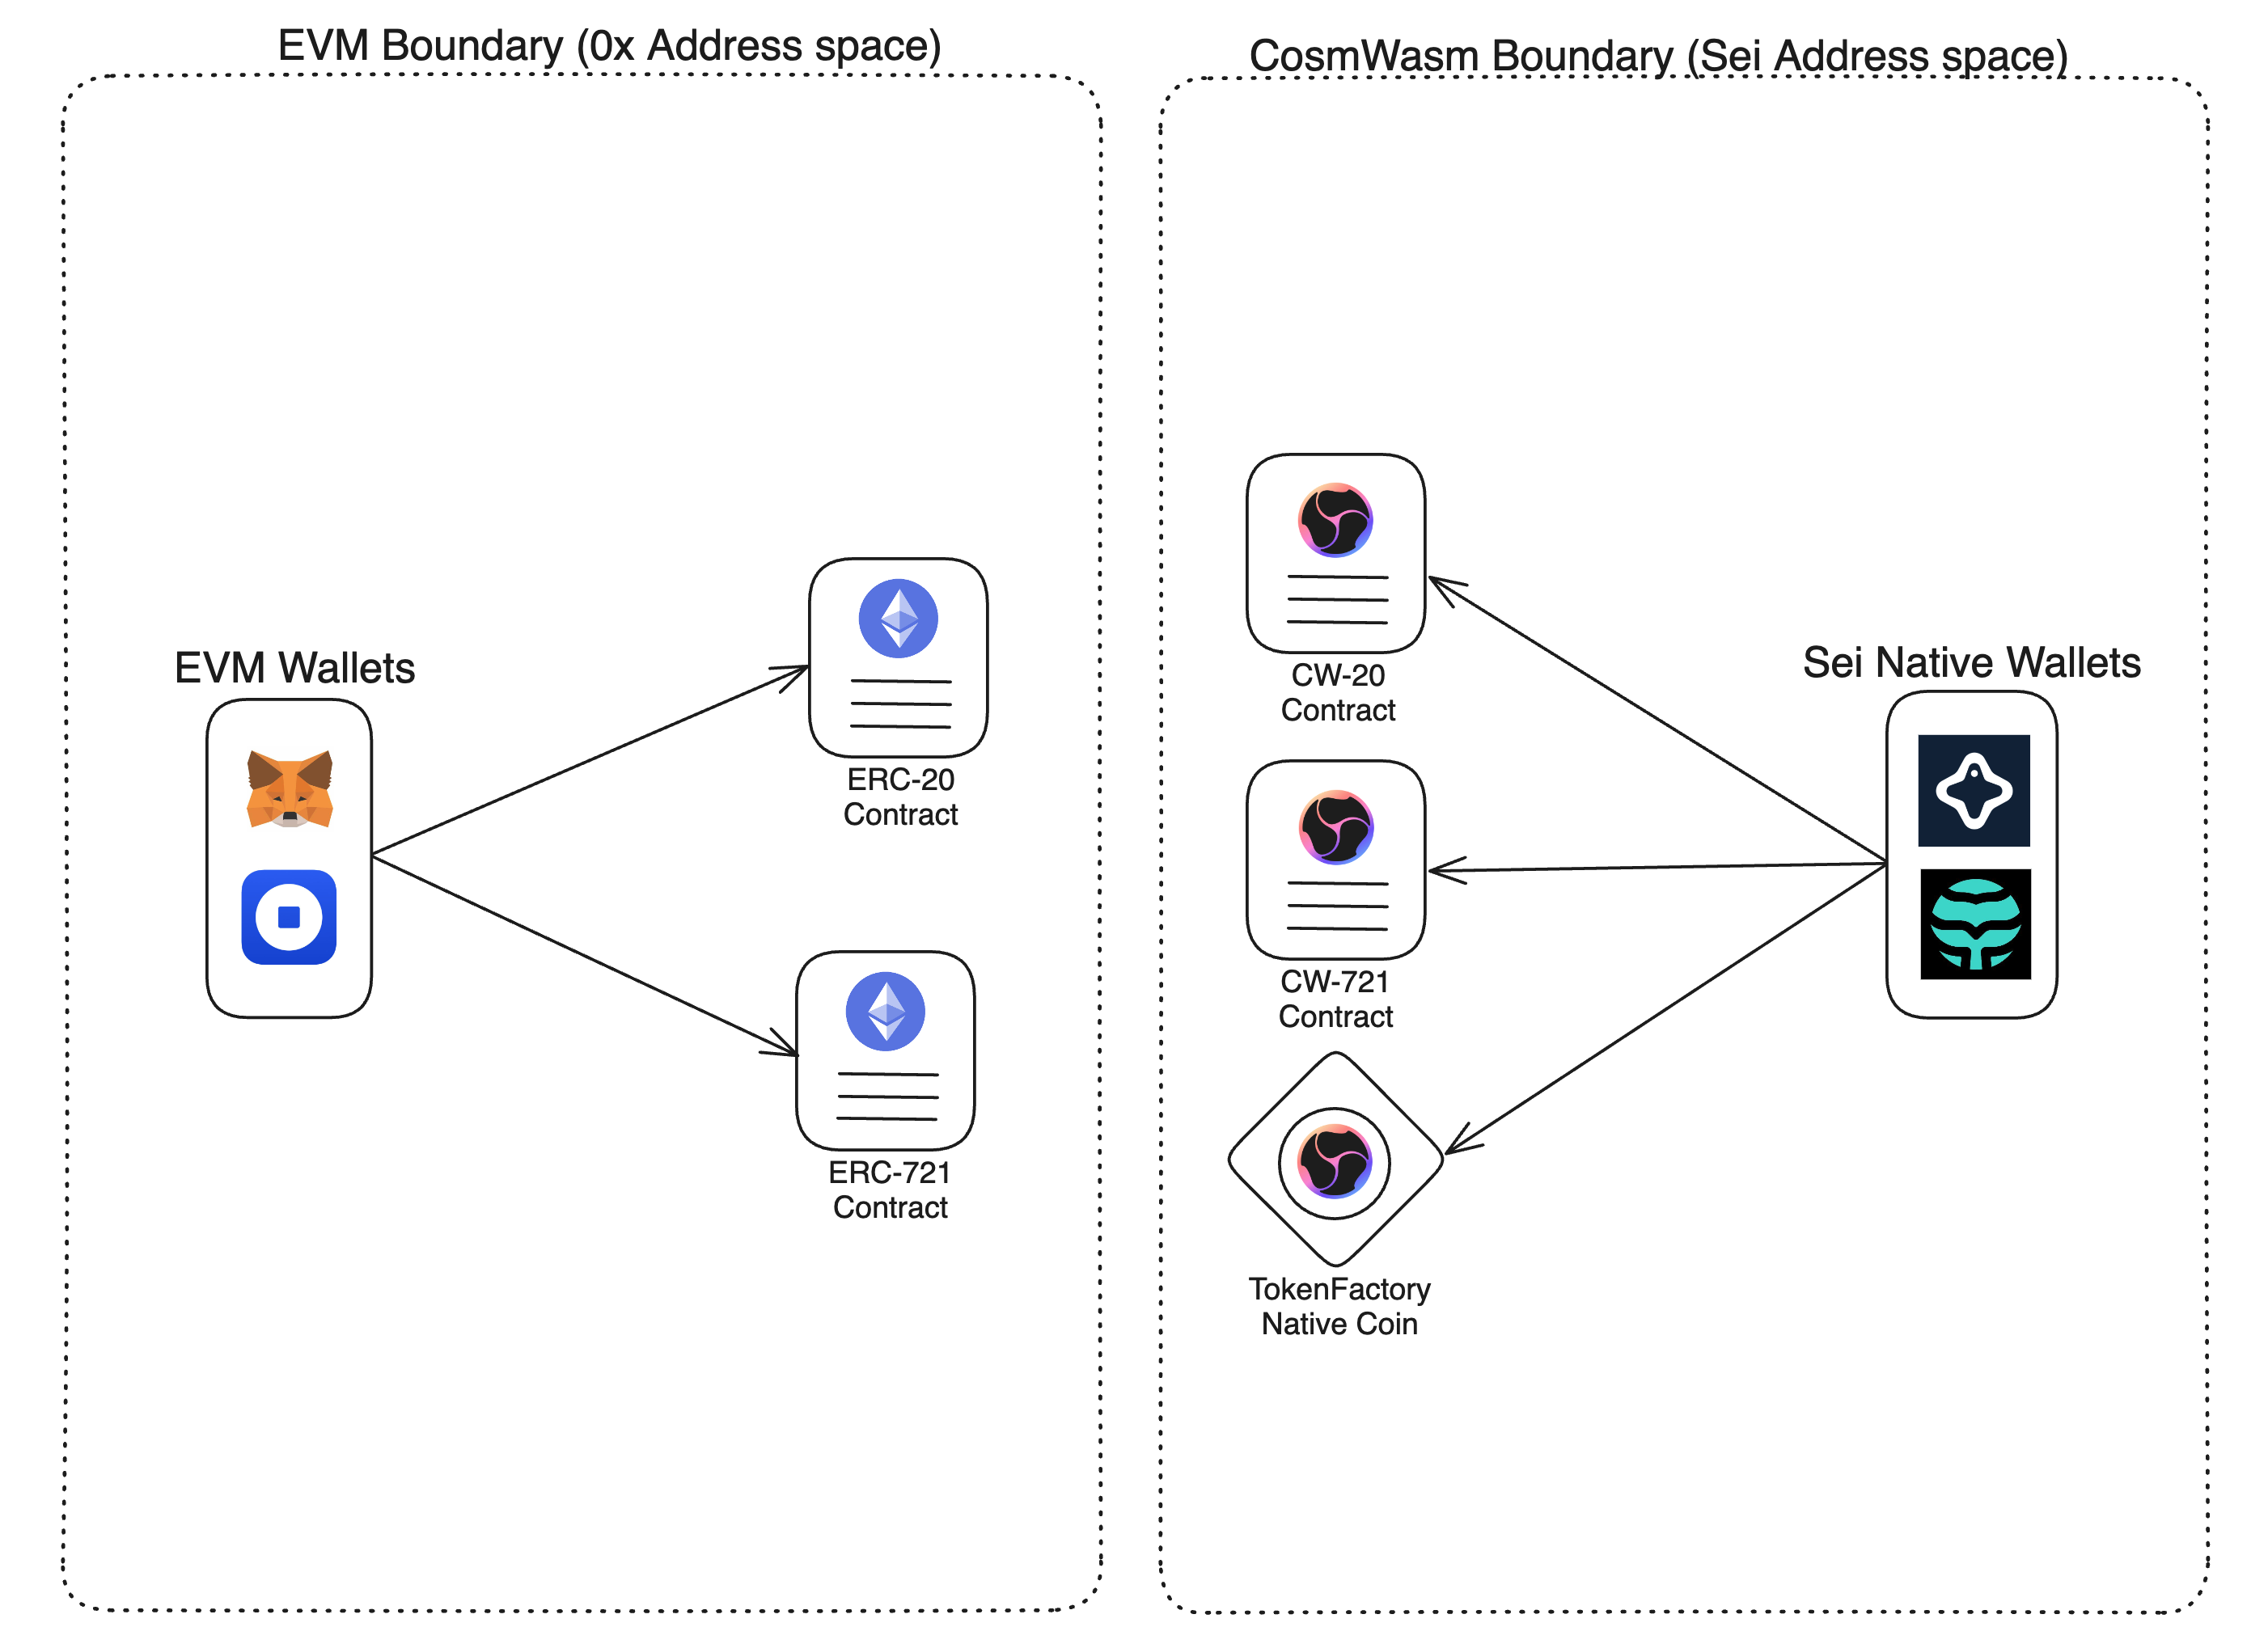 EVM Boundary (0x Address space)
CosmWasm Boundary (Sei Address space)
EVM Wallets
ERC-20
Contract
ERC-721
Contract
CW-20
Contract
CW-721
Contract
TokenFactory
Native Coin
Sei Native Wallets